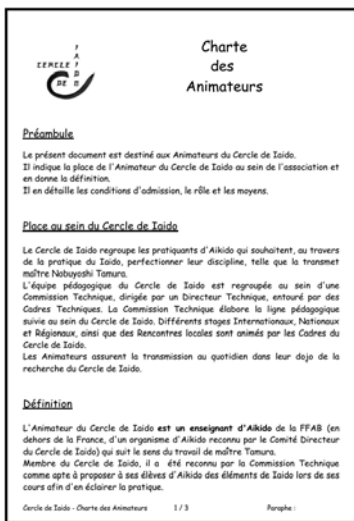 CERCLE
DE
IAIDO
Charte
des
Animateurs
Préambule
Le présent document est destiné aux Animateurs du Cercle de Iaido.
Il indique la place de l'Animateur du Cercle de Iaido au sein de l'association et
en donne la définition.
Il en détaille les conditions d'admission, le rôle et les moyens.
Place au sein du Cercle de Iaido
Le Cercle de Iaido regroupe les pratiquants d'Aikido qui souhaitent, au travers
de la pratique du Iaido, perfectionner leur discipline, telle que la transmet
maître Nobuyoshi Tamura.
L'équipe pédagogique du Cercle de Iaido est regroupée au sein d'une
Commission Technique, dirigée par un Directeur Technique, entouré par des
Cadres Techniques. La Commission Technique élabore la ligne pédagogique
suivie au sein du Cercle de Iaido. Différents stages Internationaux, Nationaux
et Régionaux, ainsi que des Rencontres locales sont animés par les Cadres du
Cercle de Iaido.
Les Animateurs assurent la transmission au quotidien dans leur dojo de la
recherche du Cercle de Iaido.
Définition
L'Animateur du Cercle de Iaido est un enseignant d'Aikido de la FFAB (en
dehors de la France, d'un organisme d'Aikido reconnu par le Comité Directeur
du Cercle de Iaido) qui suit le sens du travail de maître Tamura.
Membre du Cercle de Iaido, il a été reconnu par la Commission Technique
comme apte à proposer à ses élèves d'Aikido des éléments de Iaido lors de ses
cours afin d'en éclairer la pratique.
Cercle de Iaido - Charte des Animateurs 1 / 3 Paraphe :